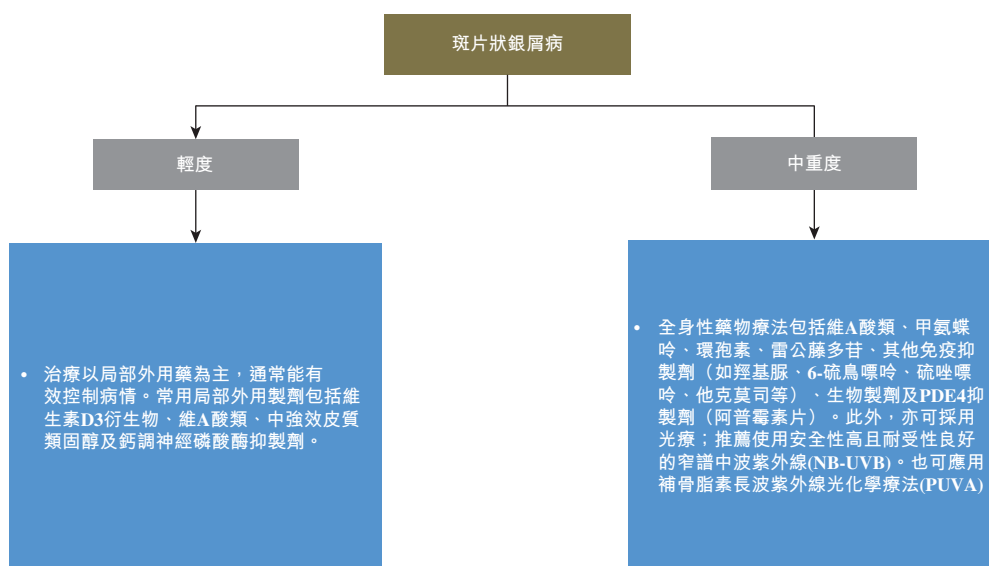 斑片狀銀屑病
輕度
中重度
• 治療以局部外用藥為主，通常能有
效控制病情。常用局部外用製劑包括維
生素D3衍生物、維A酸類、中強效皮質
類固醇及鈣調神經磷酸酶抑製劑。
• 全身性藥物療法包括維A酸類、甲氨蝶
呤、環孢素、雷公藤多苷、其他免疫抑
製劑（如羥基脲、6-硫鳥嘌呤、硫唑嘌
呤、他克莫司等）、生物製劑及PDE4抑
製劑（阿普霉素片）。此外，亦可採用
光療；推薦使用安全性高且耐受性良好
的窄譜中波紫外線(NB-UVB)。也可應用
補骨脂素長波紫外線光化學療法(PUVA)